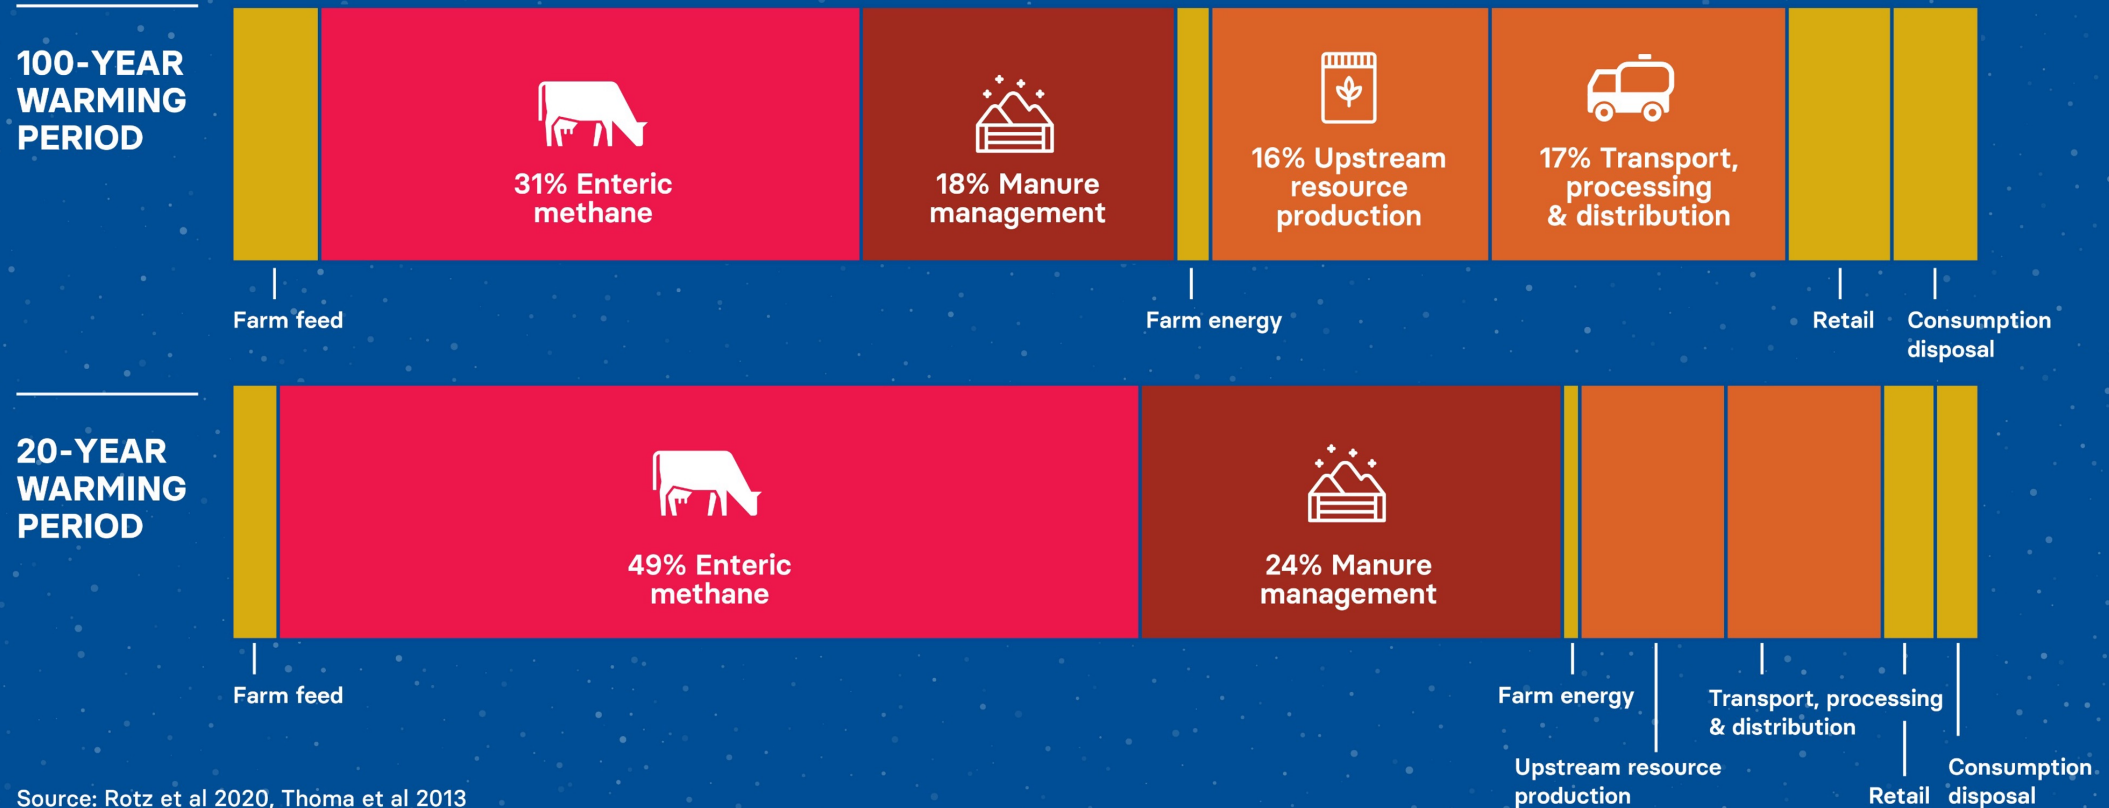 100-YEAR
WARMING
PERIOD
31% Enteric
methane
18% Manure
management
16% Upstream
resource
production
17% Transport,
processing
& distribution
Farm feed
Farm energy
Retail
Consumption
disposal
20-YEAR
WARMING
PERIOD
49% Enteric
methane
24% Manure
management
Farm feed
Farm energy
Upstream resource
production
Transport, processing
& distribution
Retail
Consumption
disposal
Source: Rotz et al 2020, Thoma et al 2013